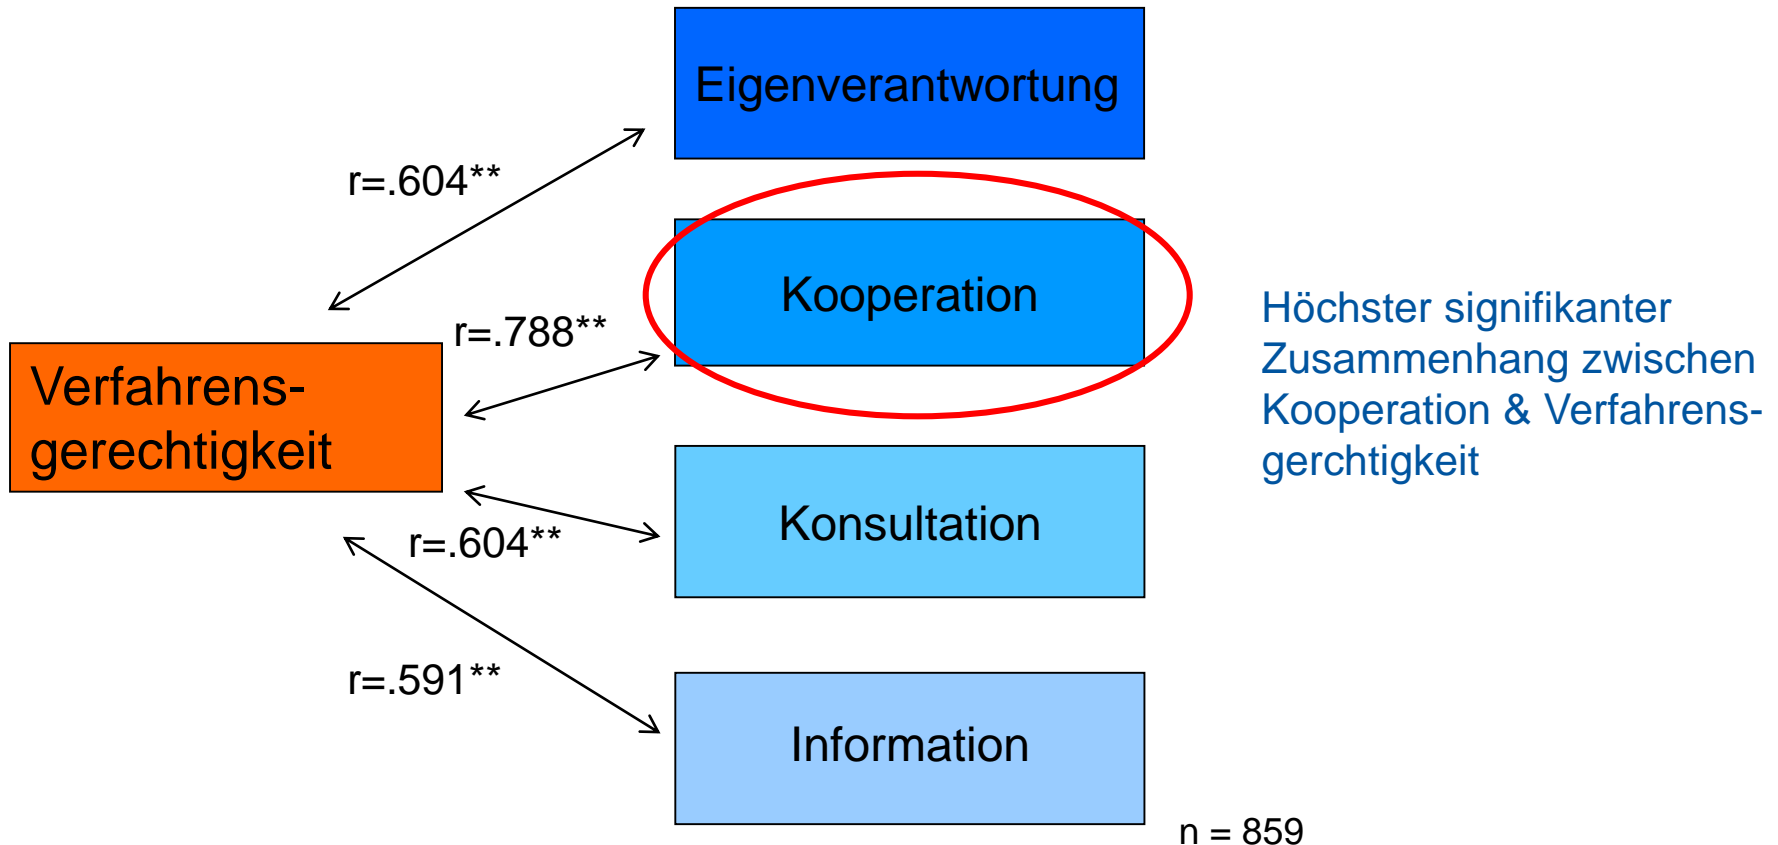 Eigenverantwortung
r=.604**
Kooperation
r=.788**
Höchster signifikanter
Zusammenhang zwischen
Kooperation & Verfahrens-
gerchtigkeit
Verfahrens-
gerechtigkeit
Konsultation
r=.604**
r=.591**
Information
n = 859